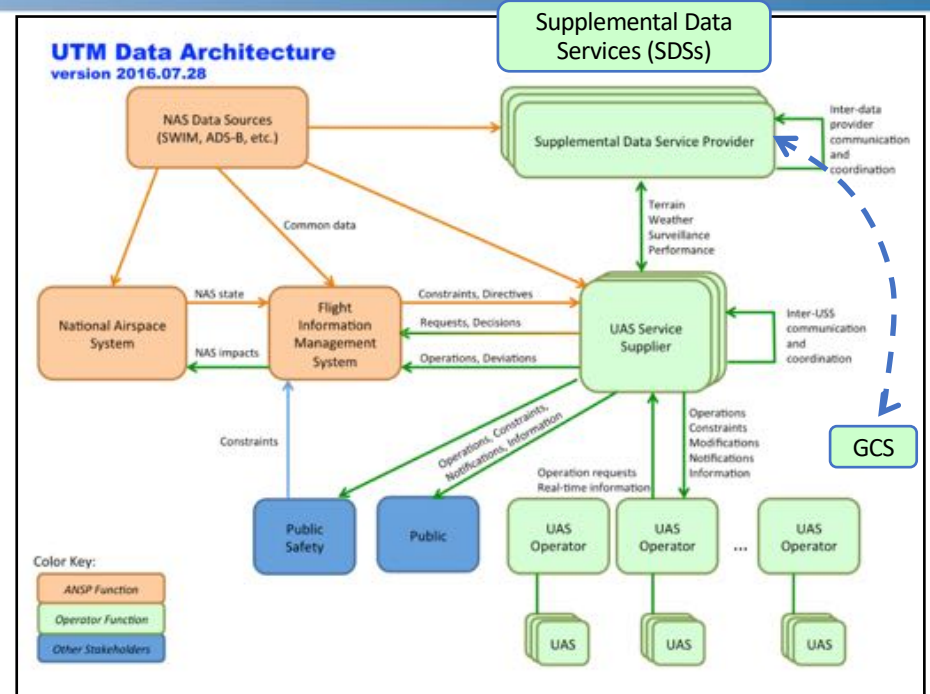 Supplemental Data
Services (SDSs)
UTM Data Architecture
version 2016.07.28
NAS Data Sources
(SWIM, ADS-B, etc.)
Supplemental Data Service Provider
Inter-data
provider
communication
and
coordination
Common data
Terrain
Weather
Surveillance
Performance
National Airspace
System
NAS state
NAS impacts
Flight
Information
Management
System
Constraints, Directives
Requests, Decisions
Operations, Deviations
UAS Service
Supplier
Inter-USS
communication
and
coordination
Constraints
Operations, Constraints,
Notifications, Information
Operation requests
Real-time information
Operations
Constraints
Modifications
Notifications
Information
GCS
Public
Safety
Public
UAS
Operator
UAS
Operator
...
UAS
Operator
UAS
UAS
UAS
Color Key:
ANSP Function
Operator Function
Other Stakeholders